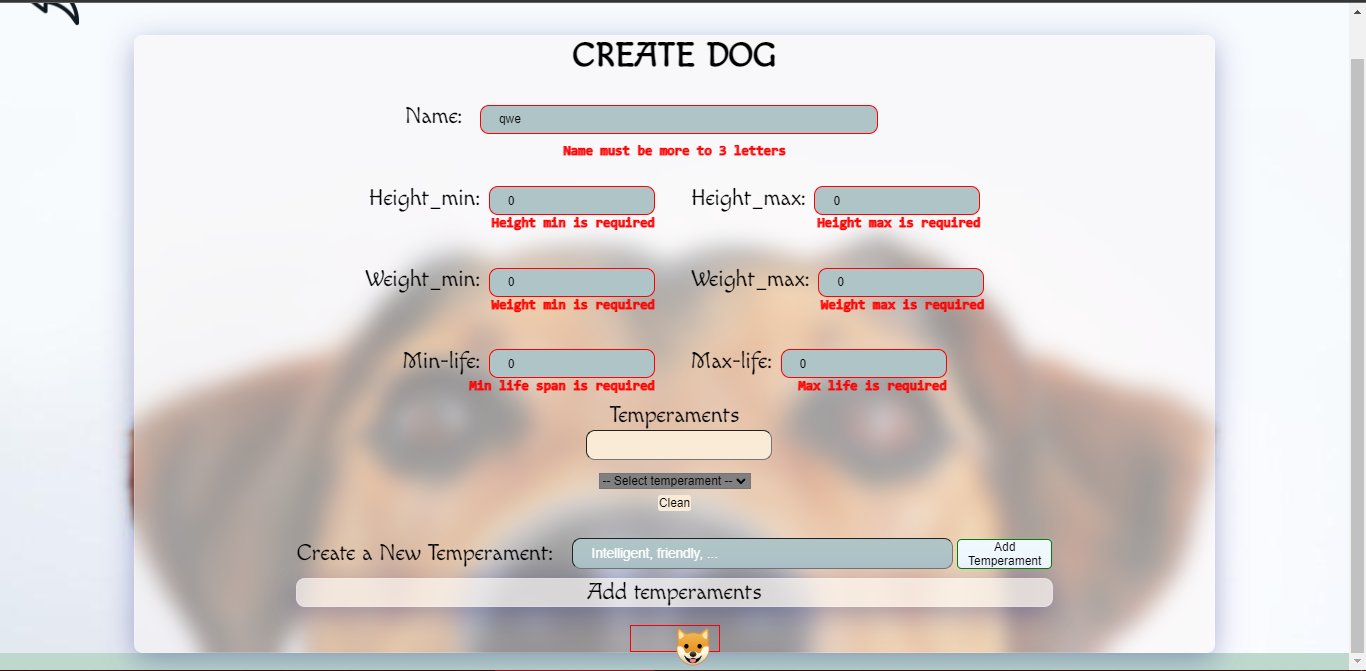 CREATE DOG
Name: qwe
Name must be more to 3 letters
Height_min: 0 Height_max: 0
Height min is required Height max is required
Weight_min: 0 Weight_max: 0
Weight min is required Weight max is required
Min-life: 0 Max-life: 0
Min life span is required Max life is required
Temperaments
-- Select temperament --
Clean
Create a New Temperament: Intelligent, friendly, ... Add
Temperament
Add temperaments